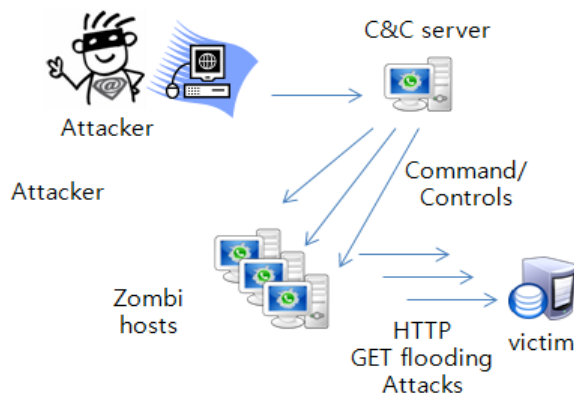 C&C server
Attacker
Attacker
Command/
Controls
Zombi
hosts
HTTP
GET flooding
Attacks
victim
@